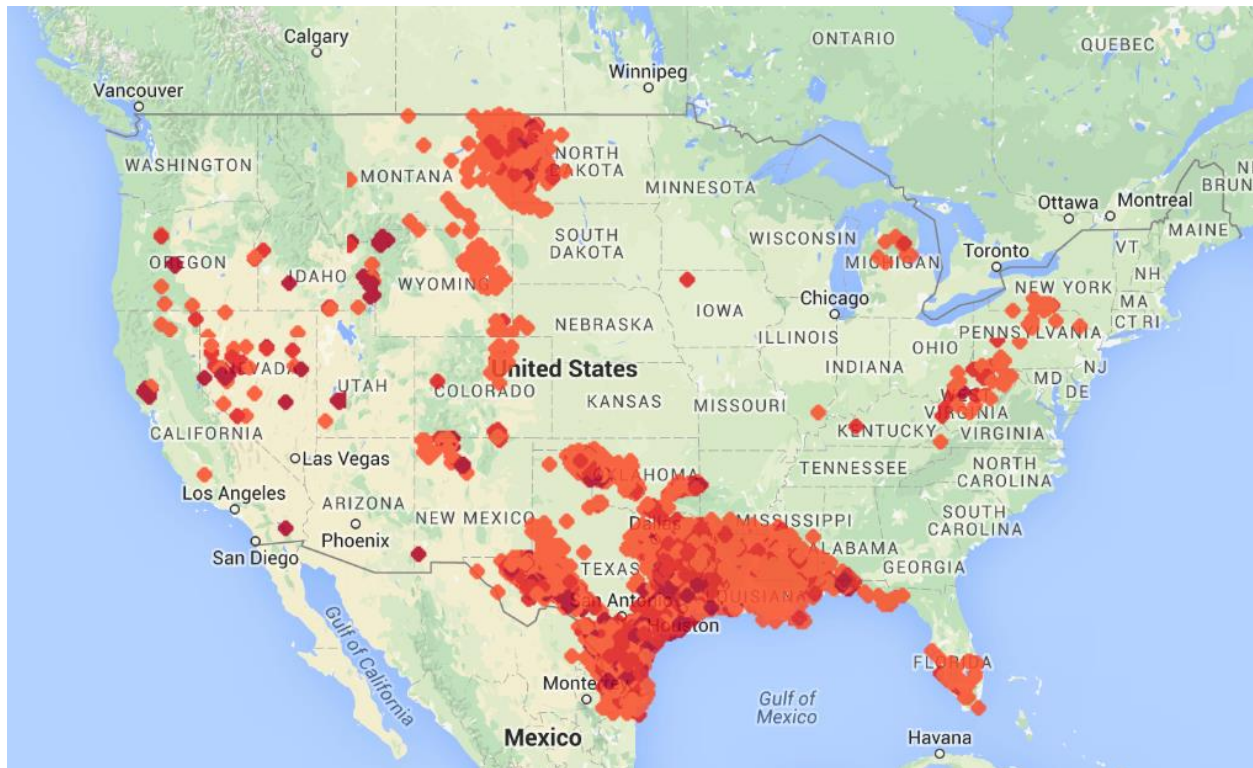 Calgary
ONTARIO
QUEBEC
Vancouver
Winnipeg
WASHINGTON
MONTANA
NORTH
DAKOTA
MINNESOTA
Ottawa
Montreal
BRUN
MAINE
OREGON
IDAHO
WYOMING
SOUTH
DAKOTA
WISCONSIN
MICHIGAN
Toronto
VT
NH
NEW YORK
MA
CT RI
IOWA
Chicago
NEBRASKA
ILLINOIS
INDIANA
OHIO
PENNSYLVANIA
NJ
MD
DE
NEVADA
UTAH
COLORADO
United States
KANSAS
MISSOURI
WEST
VIRGINIA
VIRGINIA
KENTUCKY
CALIFORNIA
Las Vegas
OKLAHOMA
TENNESSEE
NORTH
CAROLINA
Los Angeles
ARIZONA
NEW MEXICO
SOUTH
CAROLINA
San Diego
Phoenix
Dallas
MISSISSIPPI
ALABAMA
GEORGIA
TEXAS
LOUISIANA
San Antonio
Houston
Gulf of California
FLORIDA
Gulf of
Mexico
Mexico
Havana